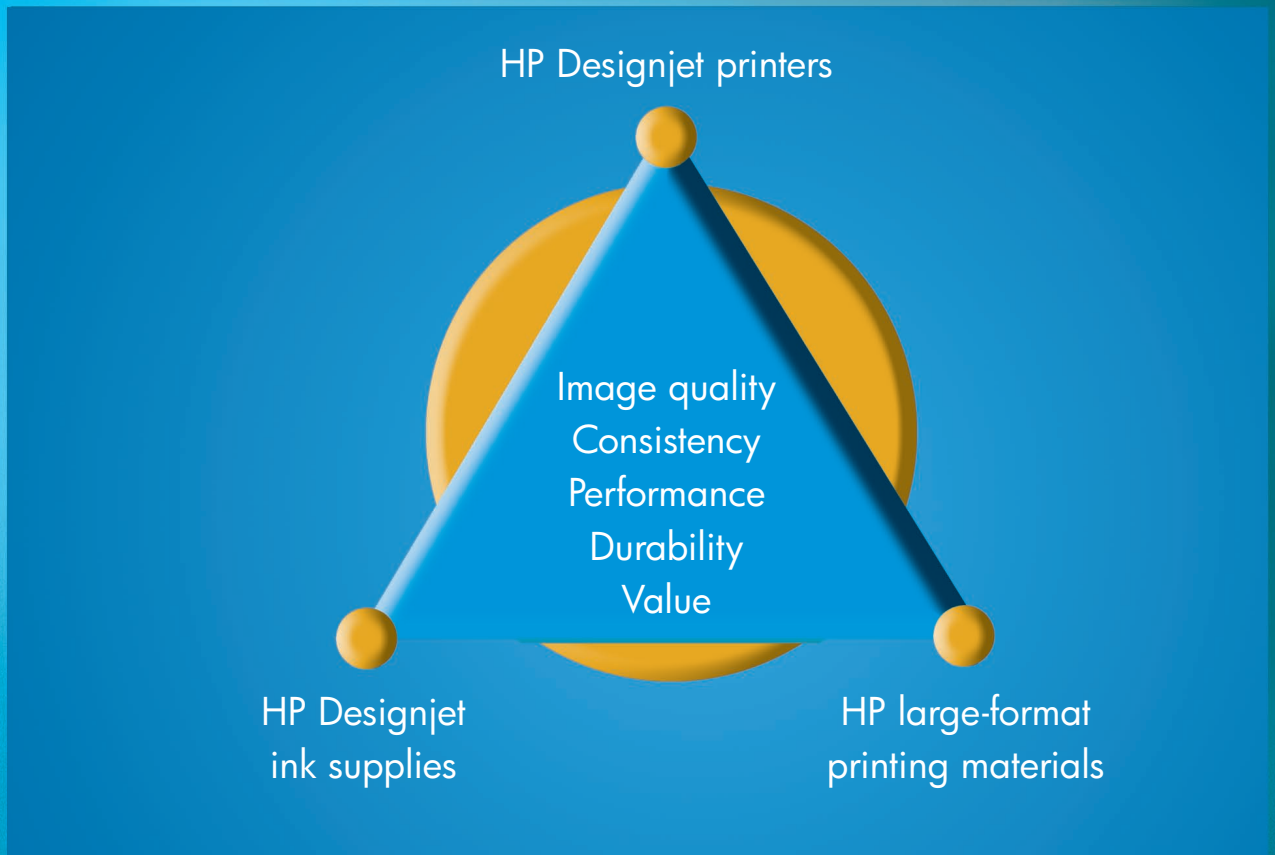 HP Designjet printers
Image quality
Consistency
Performance
Durability
Value
HP Designjet
ink supplies
HP large-format
printing materials